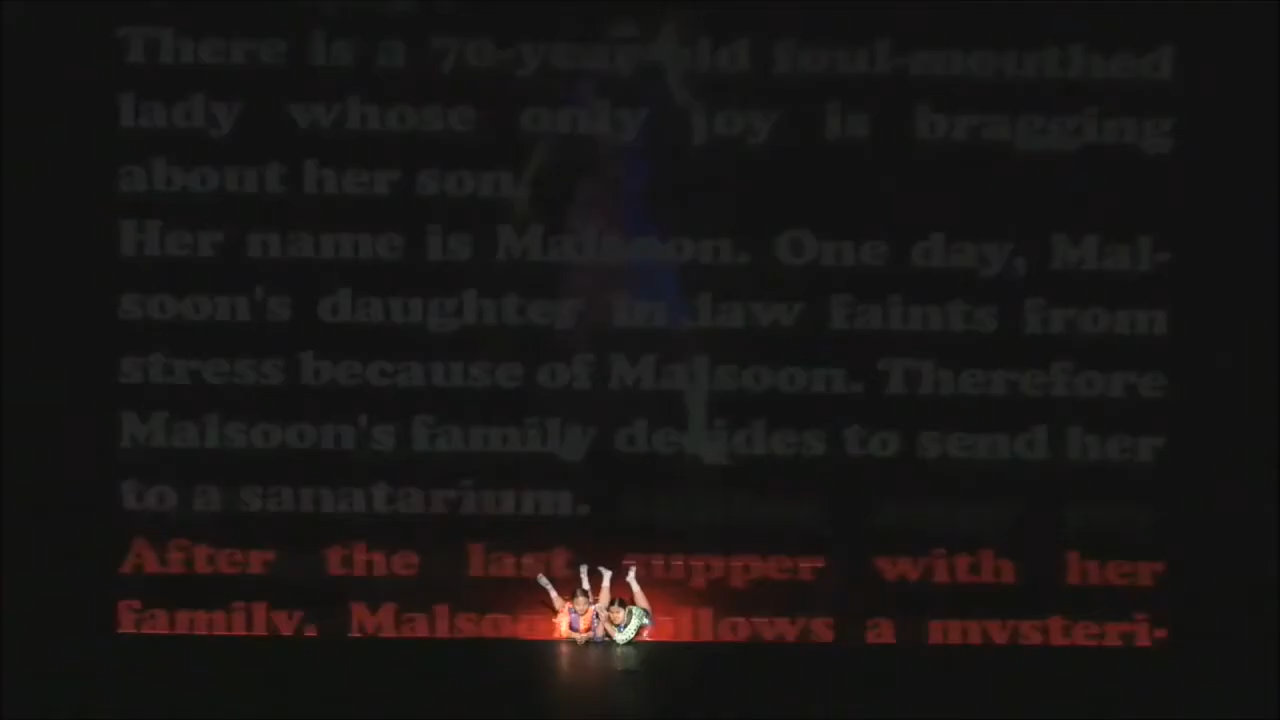 There is a 70-year-old foul-mouthed
lady whose only joy is bragging
about her son.
Her name is Malsoon. One day, Mal-
soon's daughter in law faints from
stress because of Malsoon. Therefore
Malsoon's family decides to send her
to a sanatarium.
After the last supper with her
family. Malsoon follows a mysteri-